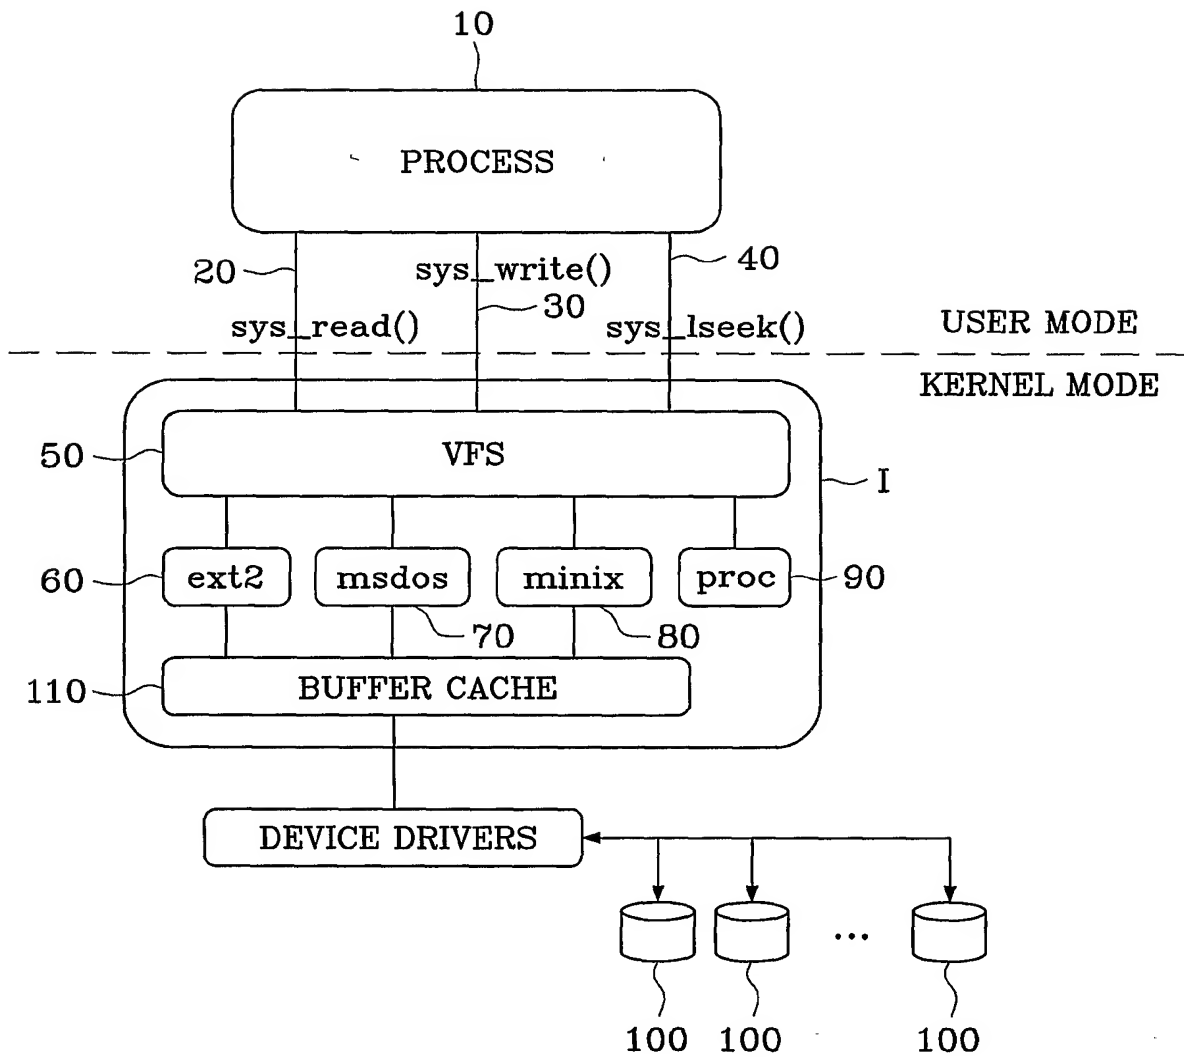 10
PROCESS
20
sys_write()
40
30
sys_read()
sys_lseek()
USER MODE
KERNEL MODE
50
VFS
I
60
ext2
msdos
minix
proc
90
70
80
110
BUFFER CACHE
DEVICE DRIVERS
...
100
100
100